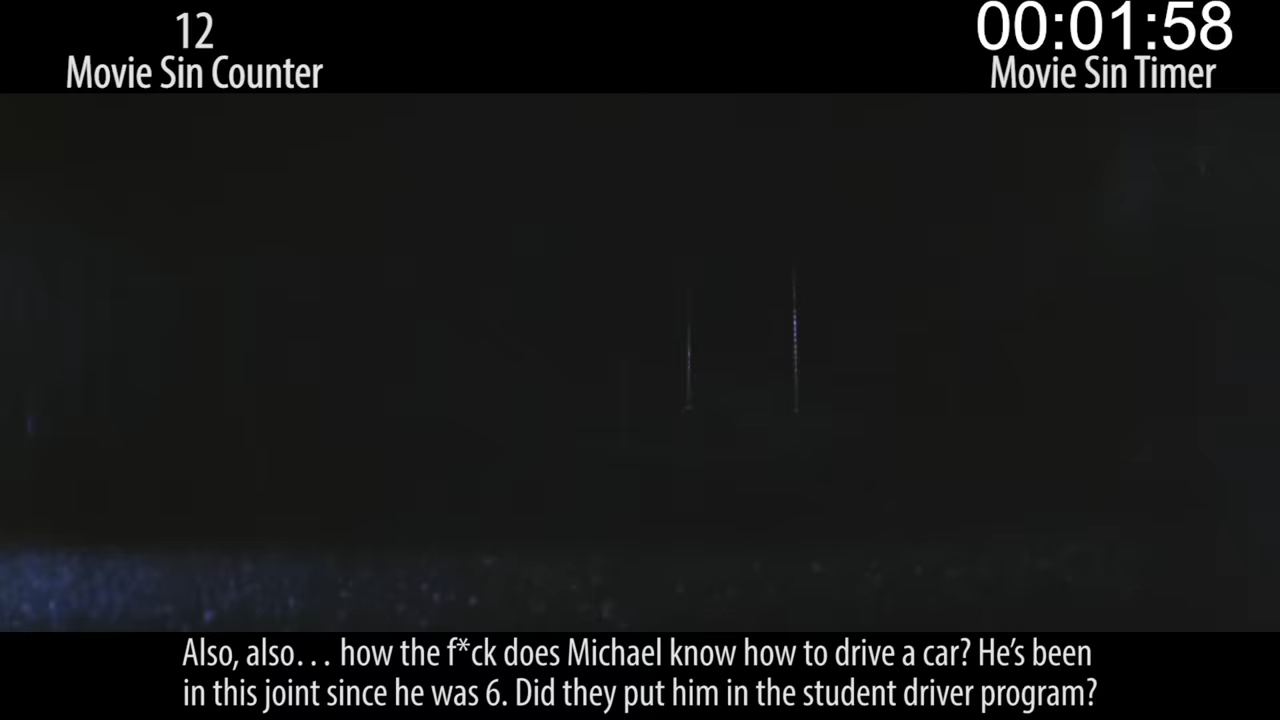 12
Movie Sin Counter
00:01:58
Movie Sin Timer
Also, also… how the f*ck does Michael know how to drive a car? He’s been
in this joint since he was 6. Did they put him in the student driver program?